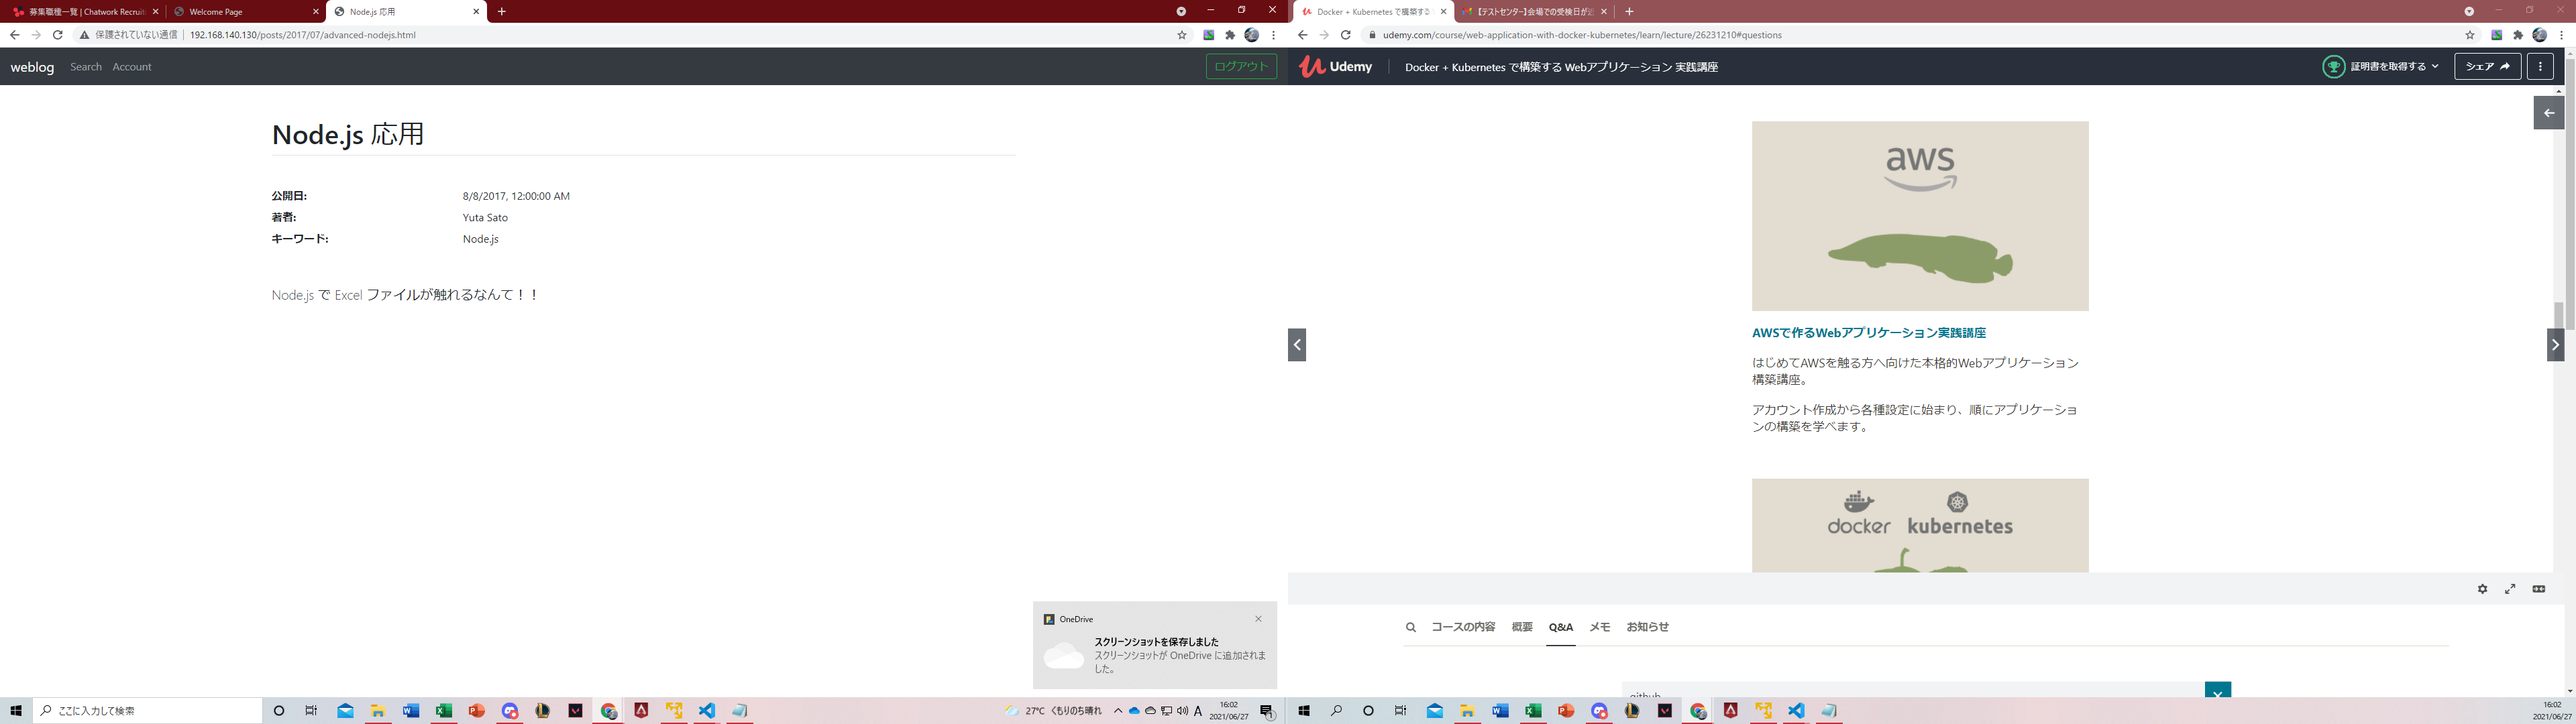 募集職種一覧 | Chatwork Recruit
Welcome Page
Node.js 応用
保護されていない通信
192.168.140.130/posts/2017/07/advanced-nodejs.html
weblog
Search
Account
ログアウト
Node.js 応用
公開日:
8/8/2017, 12:00:00 AM
著者:
Yuta Sato
キーワード:
Node.js
Node.js で Excel ファイルが触れるなんて！！
OneDrive
スクリーンショットを保存しました
スクリーンショットが OneDrive に追加されま
した。
ここに入力して検索
27°C くもりのち晴れ
A
16:02
2021/06/27
Docker + Kubernetes で構築する
【テストセンター】会場での受検日が近
udemy.com/course/web-application-with-docker-kubernetes/learn/lecture/26231210#questions
Udemy
Docker + Kubernetes で構築する Webアプリケーション 実践講座
証明書を取得する
シェア
aws
AWSで作るWebアプリケーション実践講座
はじめてAWSを触る方へ向けた本格的Webアプリケーション
構築講座。
アカウント作成から各種設定に始まり、順にアプリケーショ
ンの構築を学べます。
docker
kubernetes
コースの内容
概要
Q&A
メモ
お知らせ
github
16:02
2021/06/27